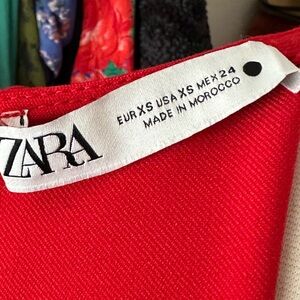 ZARA
EUR XS USA XS MEX 24
MADE IN MOROCCO